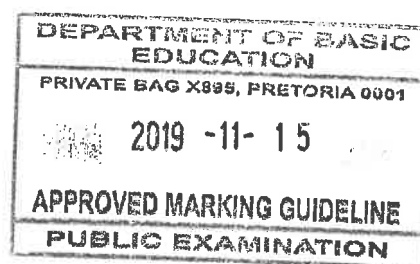 DEPARTMENT OF BASIC
EDUCATION
PRIVATE BAG X895, PRETORIA 0001
2019 -11- 15
APPROVED MARKING GUIDELINE
PUBLIC EXAMINATION